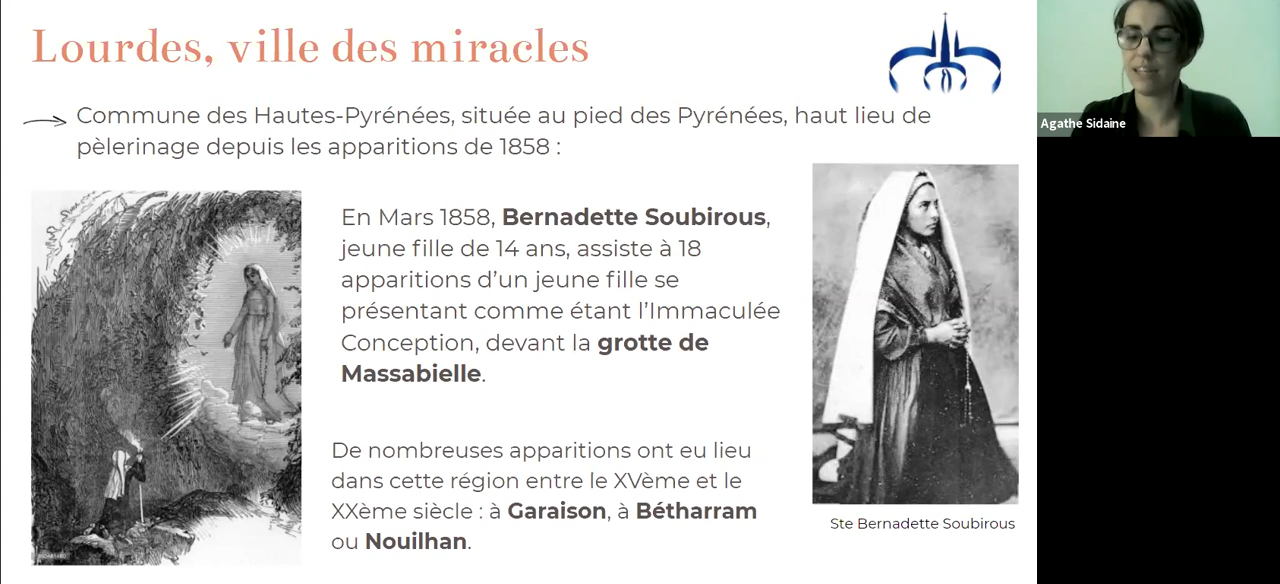 Lourdes, ville des miracles
Agathe Sidaine
Commune des Hautes-Pyrénées, située au pied des Pyrénées, haut lieu de
pèlerinage depuis les apparitions de 1858 :
En Mars 1858, Bernadette Soubirous,
jeune fille de 14 ans, assiste à 18
apparitions d'un jeune fille se
présentant comme étant l'Immaculée
Conception, devant la grotte de
Massabielle.
De nombreuses apparitions ont eu lieu
dans cette région entre le XVème et le
XXème siècle : à Garaison, à Bétharram
ou Nouilhan.
Ste Bernadette Soubirous